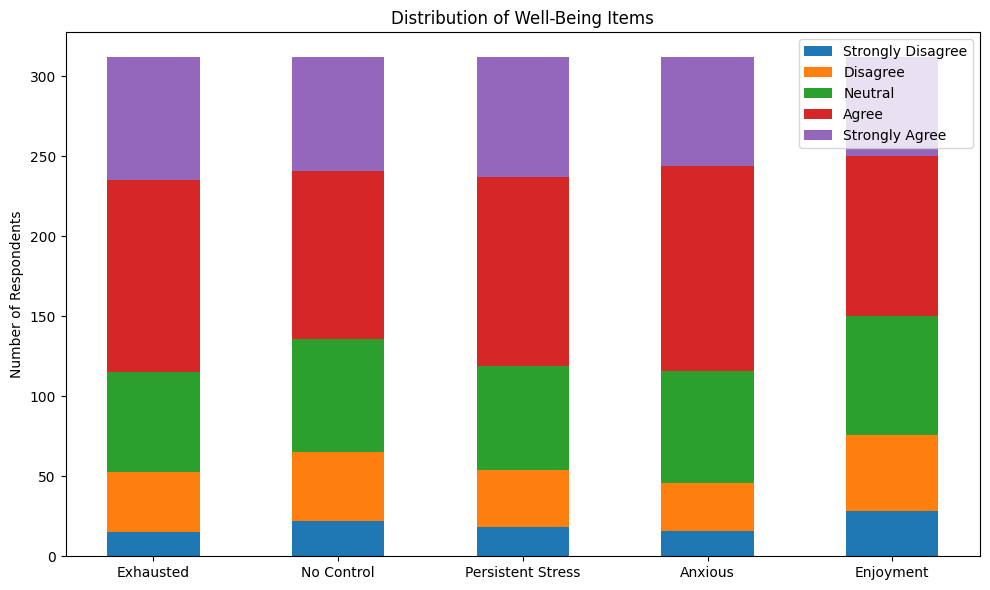 Distribution of Well-Being Items
Number of Respondents
300
250
200
150
100
50
0
Strongly Disagree
Disagree
Neutral
Agree
Strongly Agree
Exhausted
No Control
Persistent Stress
Anxious
Enjoyment